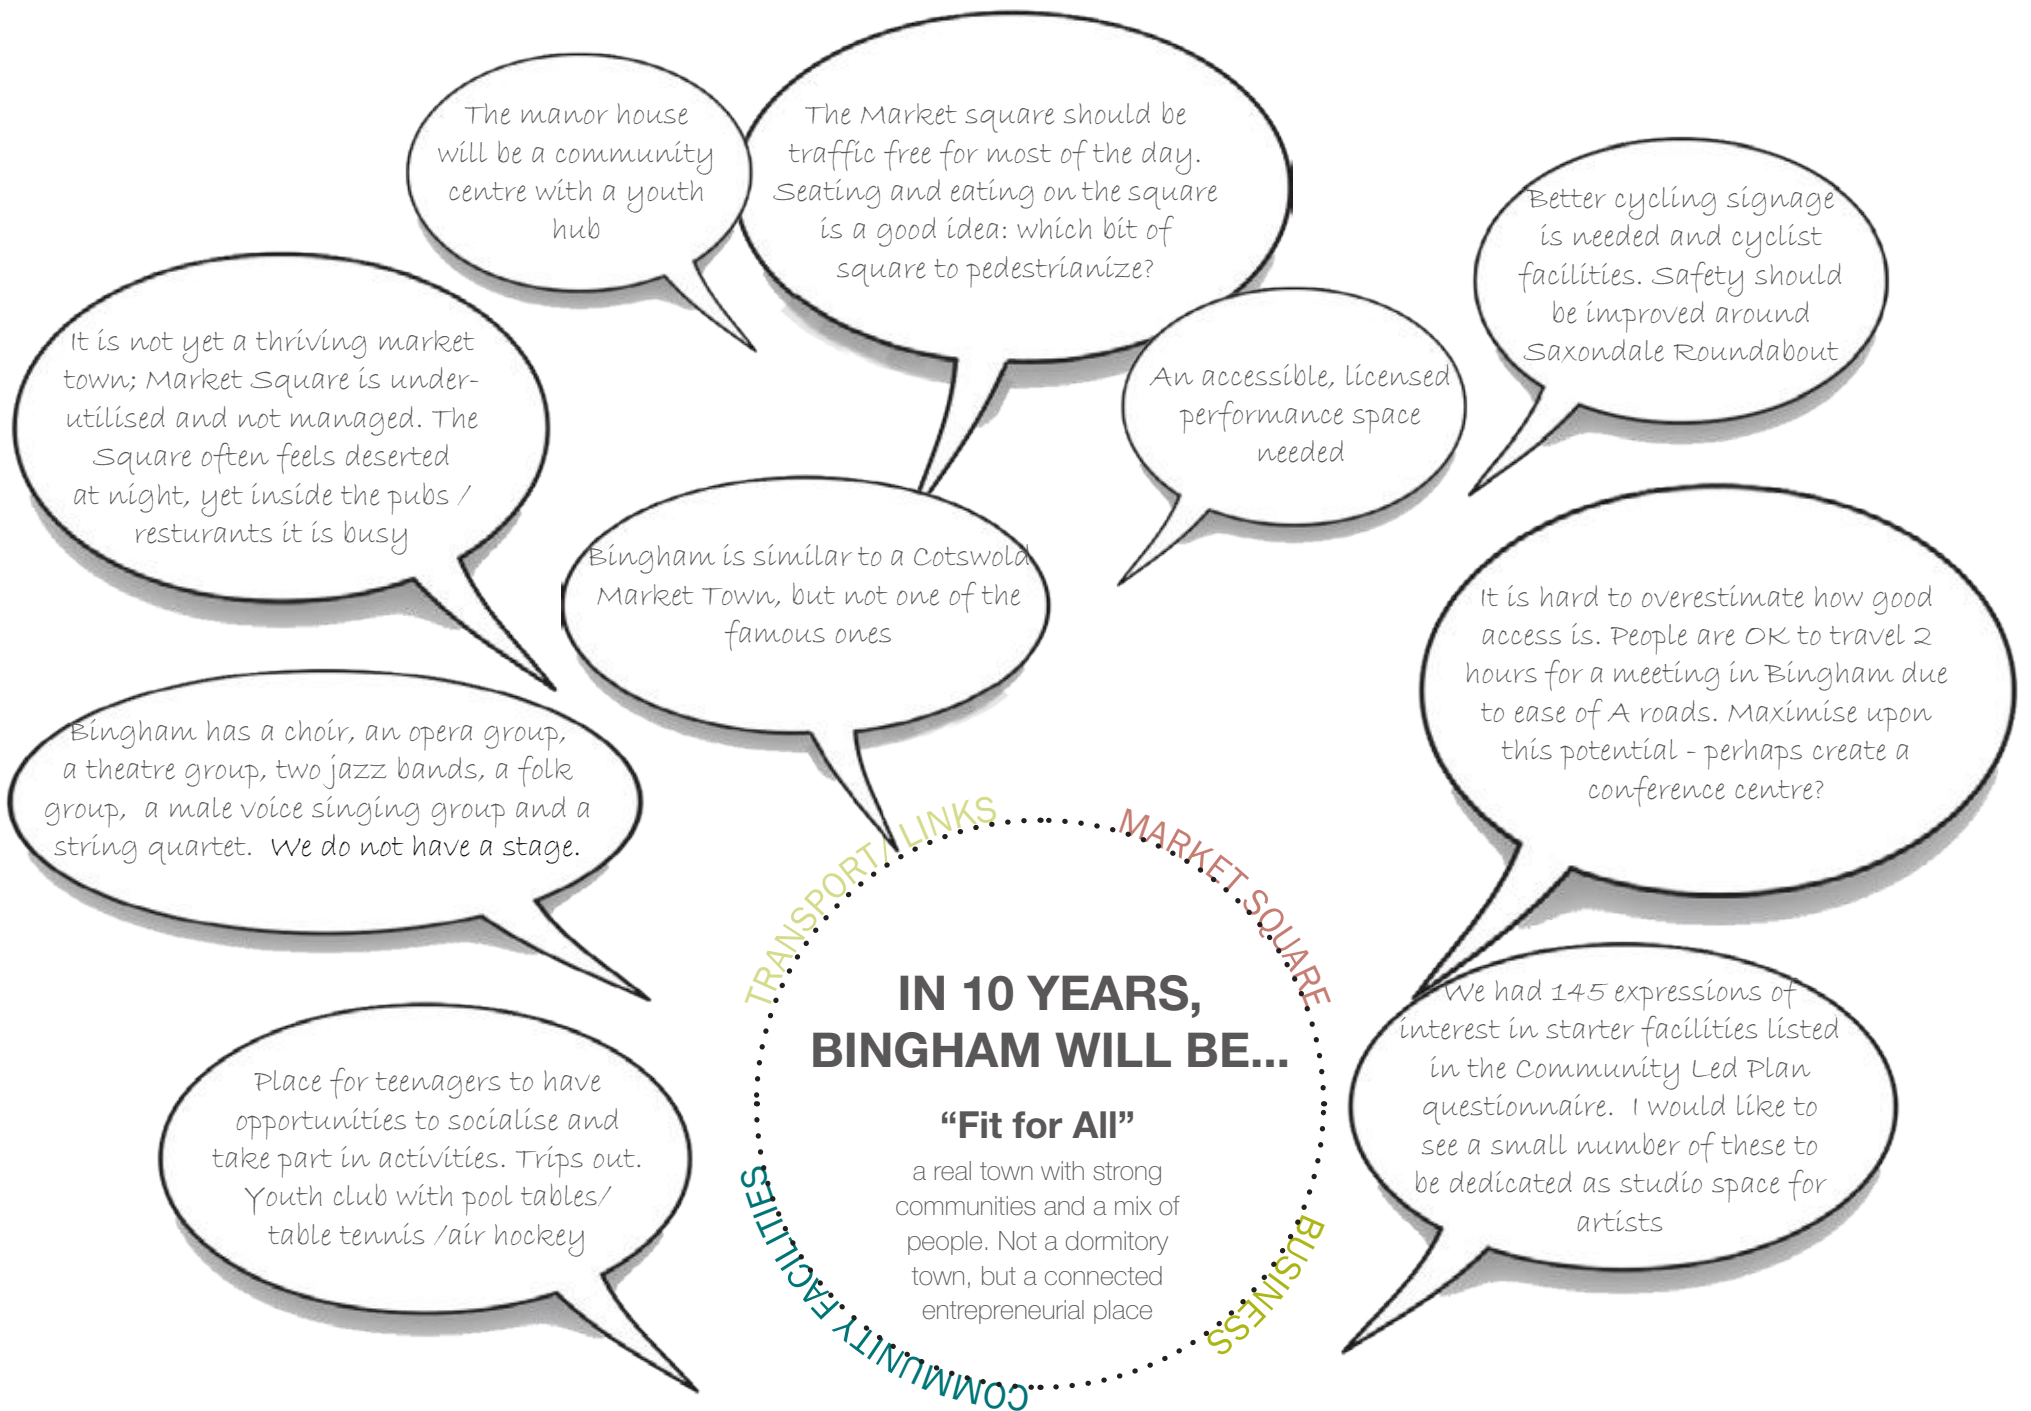 The manor house
will be a community
centre with a youth
hub
The Market square should be
traffic free for most of the day.
Seating and eating on the square
is a good idea: which bit of
square to pedestrianize?
Better cycling signage
is needed and cyclist
facilities. Safety should
be improved around
Saxondale Roundabout
It is not yet a thriving market
town; Market Square is under-
utilised and not managed. The
Square often feels deserted
at night, yet inside the pubs /
resturants it is busy
An accessible, licensed
performance space
needed
Bingham is similar to a Cotswold
Market Town, but not one of the
famous ones
It is hard to overestimate how good
access is. People are OK to travel 2
hours for a meeting in Bingham due
to ease of A roads. Maximise upon
this potential - perhaps create a
conference centre?
Bingham has a choir, an opera group,
a theatre group, two jazz bands, a folk
group, a male voice singing group and a
string quartet. We do not have a stage.
We had 145 expressions of
interest in starter facilities listed
in the Community Led Plan
questionnaire. I would like to
see a small number of these to
be dedicated as studio space for
artists
Place for teenagers to have
opportunities to socialise and
take part in activities. Trips out.
Youth club with pool tables/
table tennis /air hockey
TRANSPORT/ LINKS
MARKET SQUARE
IN 10 YEARS,
BINGHAM WILL BE...
“Fit for All”
a real town with strong
communities and a mix of
people. Not a dormitory
town, but a connected
entrepreneurial place
COMMUNITY FACILITIES
BUSINESS